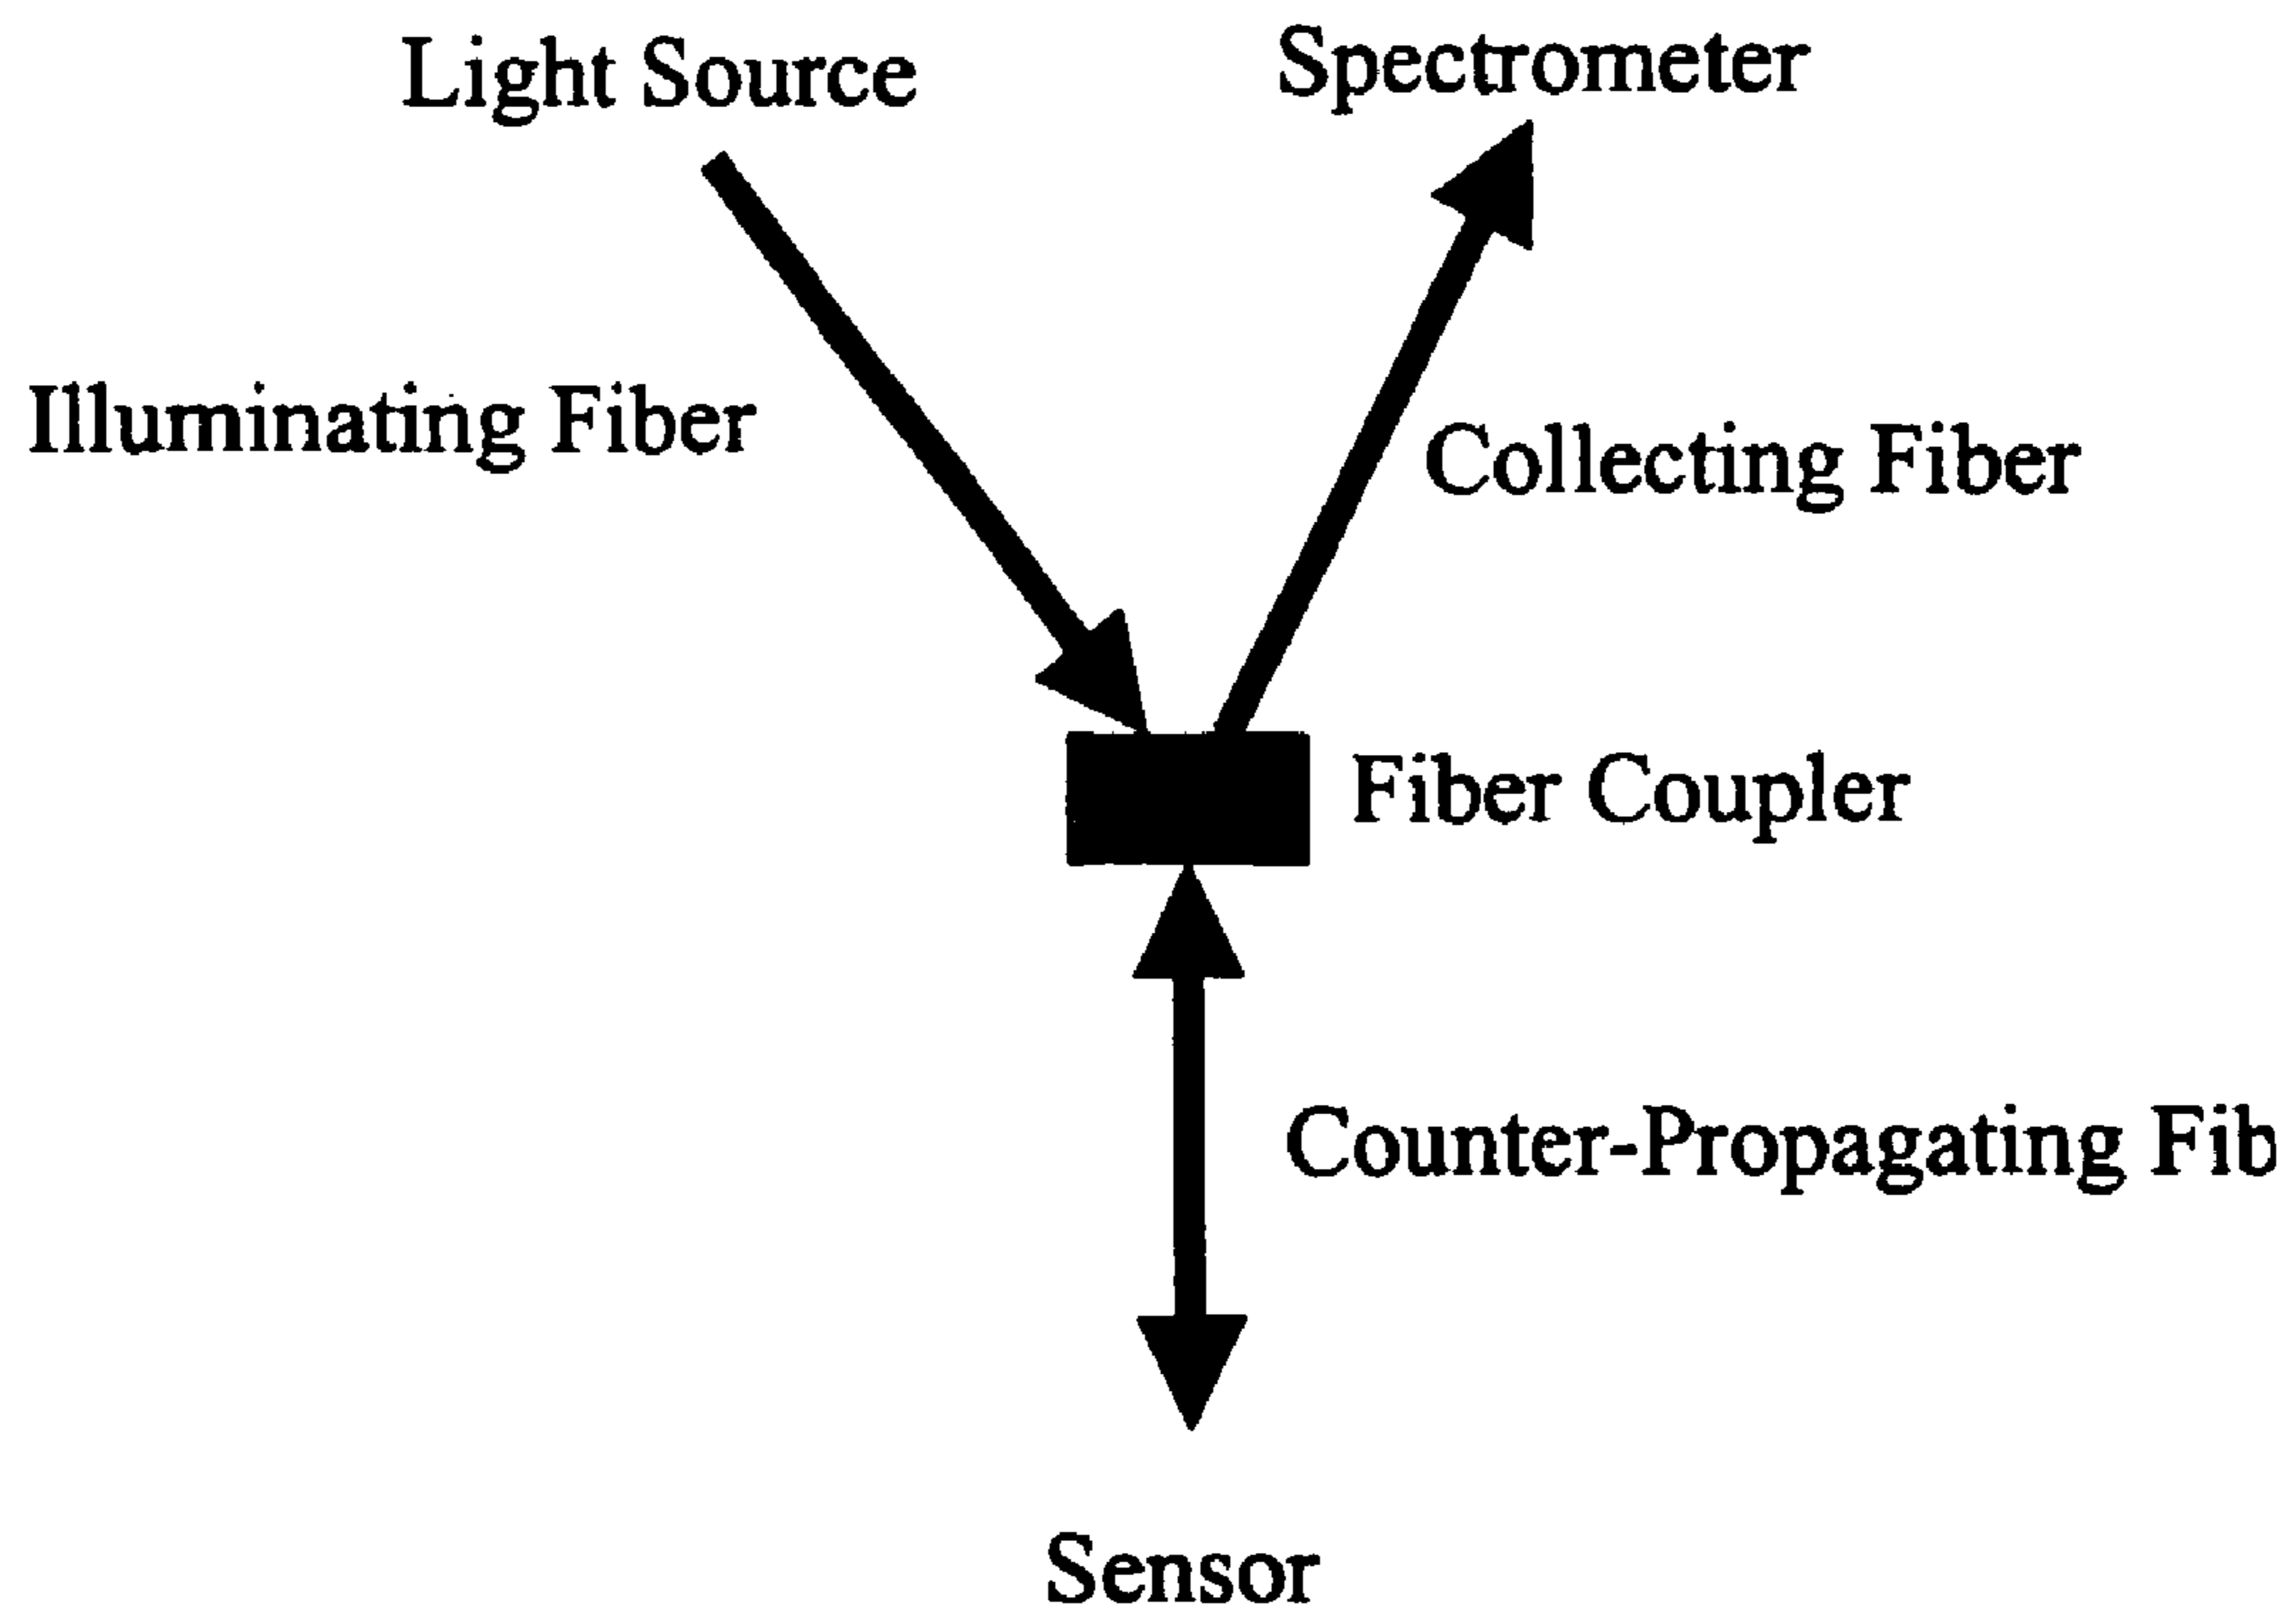 Light Source
Spectrometer
Illuminating Fiber
Collecting Fiber
Fiber Coupler
Counter-Propagating Fib
Sensor